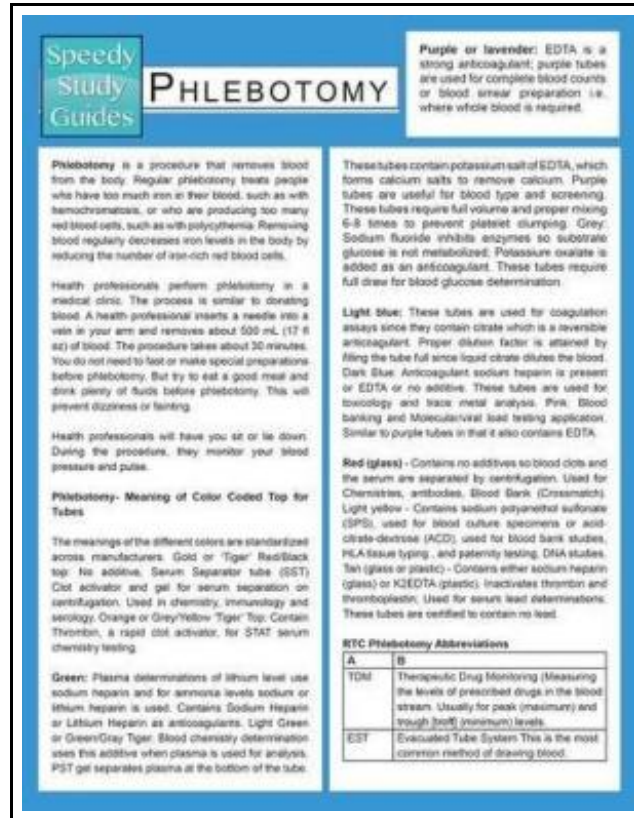 Speedy
Study
Guides
PHLEBOTOMY
Purple or lavender: EDTA is a
strong anticoagulant; purple tubes
are used for complete blood counts
or blood smear preparation i.e.
where whole blood is required.
Phlebotomy is a procedure that removes blood
from the body. Regular phlebotomy treats people
who have too much iron in their blood, such as with
hemochromatosis, or who are producing too many
red blood cells, such as with polycythemia. Removing
blood regularly decreases iron levels in the body by
reducing the number of iron-rich red blood cells.
Health professionals perform phlebotomy in a
medical clinic. The process is similar to donating
blood. A health professional inserts a needle into a
vein in your arm and removes about 500 mL (17 fl
oz) of blood. The procedure takes about 30 minutes.
You do not need to fast or make special preparations
before phlebotomy. But try to eat a good meal and
drink plenty of fluids before phlebotomy. This will
prevent dizziness or fainting.
Health professionals will have you sit or lie down.
During the procedure, they monitor your blood
pressure and pulse.
Phlebotomy- Meaning of Color Coded Top for
Tubes
The meanings of the different colors are standardized
across manufacturers. Gold or 'Tiger' Red/Black
top: No additive, Serum Separator tube (SST)
Clot activator and gel for serum separation on
centrifugation. Used in chemistry, immunology and
serology. Orange or Grey/Yellow 'Tiger' Top: Contain
Thrombin, a rapid clot activator, for STAT serum
chemistry testing.
Green: Plasma determinations of lithium level use
sodium heparin and for ammonia levels sodium or
lithium heparin is used. Contains Sodium Heparin
or Lithium Heparin as anticoagulants. Light Green
or Green/Gray Tiger: Blood chemistry determination
uses this additive when plasma is used for analysis.
PST gel separates plasma at the bottom of the tube.
These tubes contain potassium salt of EDTA, which
forms calcium salts to remove calcium. Purple
tubes are useful for blood type and screening.
These tubes require full volume and proper mixing
6-8 times to prevent platelet clumping. Grey:
Sodium fluoride inhibits enzymes so substrate
glucose is not metabolized; Potassium oxalate is
added as an anticoagulant. These tubes require
full draw for blood glucose determination.
Light blue: These tubes are used for coagulation
assays since they contain citrate which is a reversible
anticoagulant. Proper dilution factor is attained by
filling the tube full since liquid citrate dilutes the blood.
Dark Blue: Anticoagulant sodium heparin is present
or EDTA or no additive. These tubes are used for
toxicology and trace metal analysis. Pink: Blood
banking and Molecular/viral load testing application.
Similar to purple tubes in that it also contains EDTA.
Red (glass) - Contains no additives so blood clots and
the serum are separated by centrifugation. Used for
Chemistries, antibodies, Blood Bank (Crossmatch).
Light yellow - Contains sodium polyanethol sulfonate
(SPS), used for blood culture specimens or acid-
citrate-dextrose (ACD), used for blood bank studies,
HLA tissue typing , and paternity testing, DNA studies.
Tan (glass or plastic) - Contains either sodium heparin
(glass) or K2EDTA (plastic). Inactivates thrombin and
thromboplastin; Used for serum lead determinations.
These tubes are certified to contain no lead.
RTC Phlebotomy Abbreviations
A B
TDM Therapeutic Drug Monitoring (Measuring
the levels of prescribed drugs in the blood
stream. Usually for peak (maximum) and
trough [troff] (minimum) levels.
EST Evacuated Tube System This is the most
common method of drawing blood.